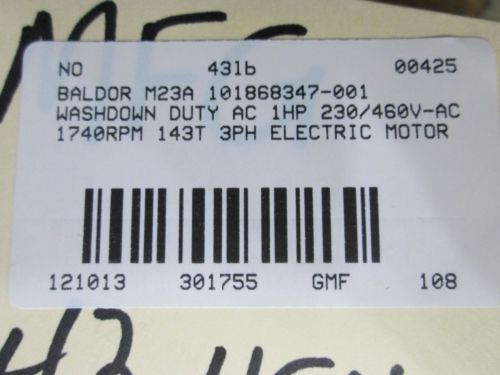 NO 43lb 00425
BALDOR M23A 101868347-001
WASHDOWN DUTY AC 1HP 230/460V-AC
1740RPM 143T 3PH ELECTRIC MOTOR
121013 301755 GMF 108